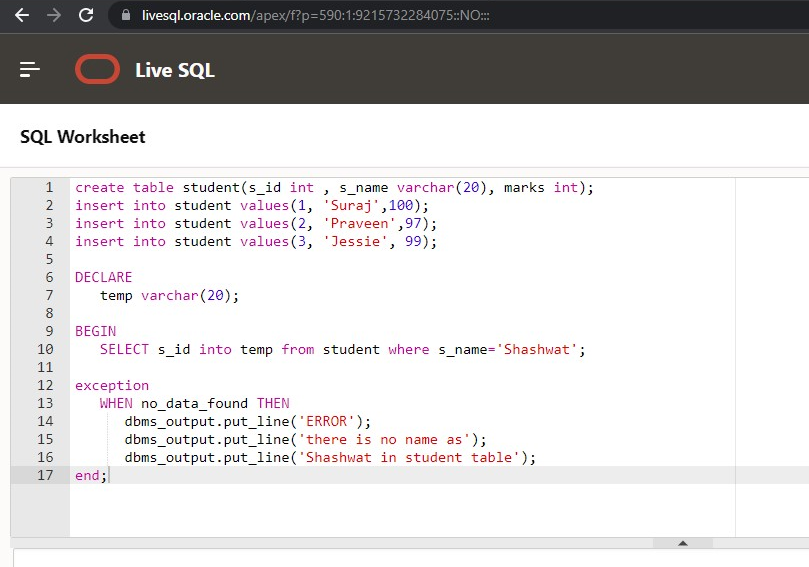 livesql.oracle.com/apex/f?p=590:1:9215732284075::NO:::
Live SQL
SQL Worksheet
1 create table student(s_id int , s_name varchar(20), marks int);
2 insert into student values(1, 'Suraj',100);
3 insert into student values(2, 'Praveen',97);
4 insert into student values(3, 'Jessie', 99);
5
6 DECLARE
7 temp varchar(20);
8
9 BEGIN
10 SELECT s_id into temp from student where s_name='Shashwat';
11
12 exception
13 WHEN no_data_found THEN
14 dbms_output.put_line('ERROR');
15 dbms_output.put_line('there is no name as');
16 dbms_output.put_line('Shashwat in student table');
17 end;